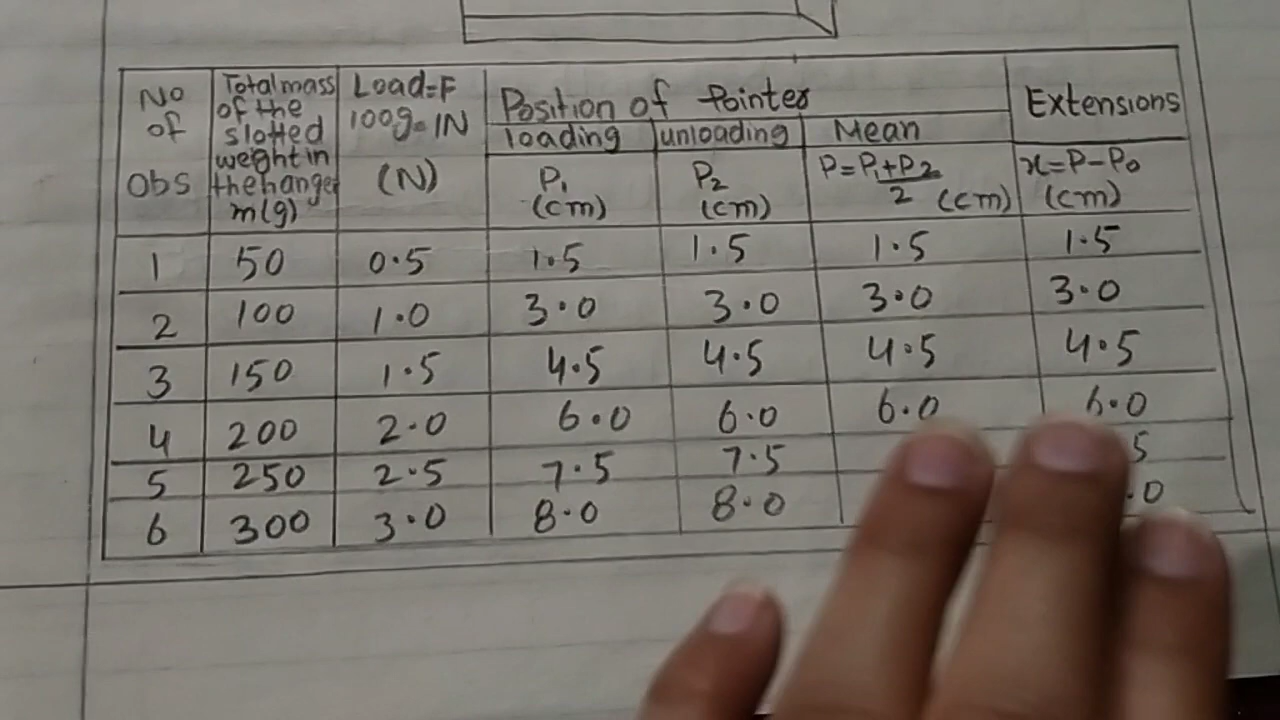 No of Obs | Total mass of the slotted weght in the hanger m(g) | Load=F 100g=1N (N) | Position of Pointer | Extensions
loading | unloading | Mean
P₁ (cm) | P₂ (cm) | P=P₁+P₂/2 (cm) | x=P-P₀ (cm)
1 | 50 | 0.5 | 1.5 | 1.5 | 1.5 | 1.5
2 | 100 | 1.0 | 3.0 | 3.0 | 3.0 | 3.0
3 | 150 | 1.5 | 4.5 | 4.5 | 4.5 | 4.5
4 | 200 | 2.0 | 6.0 | 6.0 | 6.0 | 6.0
5 | 250 | 2.5 | 7.5 | 7.5 | 5
6 | 300 | 3.0 | 8.0 | 8.0 | .0